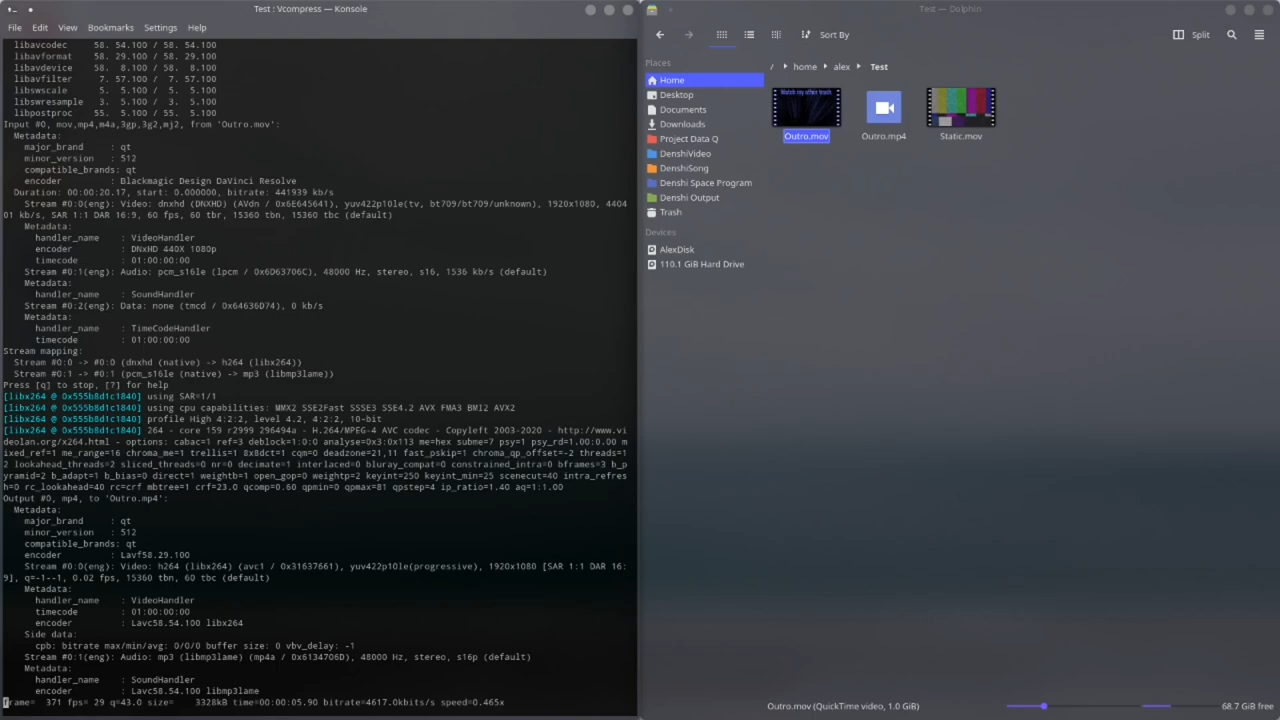 Test : Vcompress — Konsole
File Edit View Bookmarks Settings Help
libavcodec 58. 54.100 / 58. 54.100
libavformat 58. 29.100 / 58. 29.100
libavdevice 58. 8.100 / 58. 8.100
libavfilter 7. 57.100 / 7. 57.100
libswscale 5. 5.100 / 5. 5.100
libswresample 3. 5.100 / 3. 5.100
libpostproc 55. 5.100 / 55. 5.100
Input #0, mov,mp4,m4a,3gp,3g2,mj2, from 'Outro.mov':
Metadata:
major_brand : qt
minor_version : 512
compatible_brands: qt
encoder : Blackmagic Design DaVinci Resolve
Duration: 00:00:20.17, start: 0.000000, bitrate: 441939 kb/s
Stream #0:0(eng): Video: dnxhd (DNXHD) (AVdn / 0x6E645641), yuv422p10le(tv, bt709/bt709/unknown), 1920x1080, 4404
01 kb/s, SAR 1:1 DAR 16:9, 60 fps, 60 tbr, 15360 tbn, 15360 tbc (default)
Metadata:
handler_name : VideoHandler
encoder : DNxHD 440X 1080p
timecode : 01:00:00:00
Stream #0:1(eng): Audio: pcm_s16le (lpcm / 0x6D63706C), 48000 Hz, stereo, s16, 1536 kb/s (default)
Metadata:
handler_name : SoundHandler
Stream #0:2(eng): Data: none (tmcd / 0x64636D74), 0 kb/s
Metadata:
handler_name : TimeCodeHandler
timecode : 01:00:00:00
Stream mapping:
Stream #0:0 -> #0:0 (dnxhd (native) -> h264 (libx264))
Stream #0:1 -> #0:1 (pcm_s16le (native) -> mp3 (libmp3lame))
Press [q] to stop, [?] for help
[libx264 @ 0x555b8d1c1840] using SAR=1/1
[libx264 @ 0x555b8d1c1840] using cpu capabilities: MMX2 SSE2Fast SSSE3 SSE4.2 AVX FMA3 BMI2 AVX2
[libx264 @ 0x555b8d1c1840] profile High 4:2:2, level 4.2, 4:2:2, 10-bit
[libx264 @ 0x555b8d1c1840] 264 - core 159 r2999 296494a - H.264/MPEG-4 AVC codec - Copyleft 2003-2020 - http://www.vi
deolan.org/x264.html - options: cabac=1 ref=3 deblock=1:0:0 analyse=0x3:0x113 me=hex subme=7 psy=1 psy_rd=1.00:0.00 m
ixed_ref=1 me_range=16 chroma_me=1 trellis=1 8x8dct=1 cqm=0 deadzone=21,11 fast_pskip=1 chroma_qp_offset=-2 threads=1
2 lookahead_threads=2 sliced_threads=0 nr=0 decimate=1 interlaced=0 bluray_compat=0 constrained_intra=0 bframes=3 b_p
yramid=2 b_adapt=1 b_bias=0 direct=1 weightb=1 open_gop=0 weightp=2 keyint=250 keyint_min=25 scenecut=40 intra_refres
h=0 rc_lookahead=40 rc=crf mbtree=1 crf=23.0 qcomp=0.60 qpmin=0 qpmax=81 qpstep=4 ip_ratio=1.40 aq=1:1.00
Output #0, mp4, to 'Outro.mp4':
Metadata:
major_brand : qt
minor_version : 512
compatible_brands: qt
encoder : Lavf58.29.100
Stream #0:0(eng): Video: h264 (libx264) (avc1 / 0x31637661), yuv422p10le(progressive), 1920x1080 [SAR 1:1 DAR 16:
9], q=-1--1, 0.02 fps, 15360 tbn, 60 tbc (default)
Metadata:
handler_name : VideoHandler
timecode : 01:00:00:00
encoder : Lavc58.54.100 libx264
Side data:
cpb: bitrate max/min/avg: 0/0/0 buffer size: 0 vbv_delay: -1
Stream #0:1(eng): Audio: mp3 (libmp3lame) (mp4a / 0x6134706D), 48000 Hz, stereo, s16p (default)
Metadata:
handler_name : SoundHandler
encoder : Lavc58.54.100 libmp3lame
frame= 371 fps= 29 q=43.0 size= 3328kB time=00:00:05.90 bitrate=4617.0kbits/s speed=0.465x
Test — Dolphin
Sort By
Split
/ home alex Test
Places
Home
Desktop
Documents
Downloads
Project Data Q
DenshiVideo
DenshiSong
Denshi Space Program
Denshi Output
Trash
Devices
AlexDisk
110.1 GiB Hard Drive
Watch my other trash
Outro.mov
Outro.mp4
Static.mov
Outro.mov (QuickTime video, 1.0 GiB)
68.7 GiB free